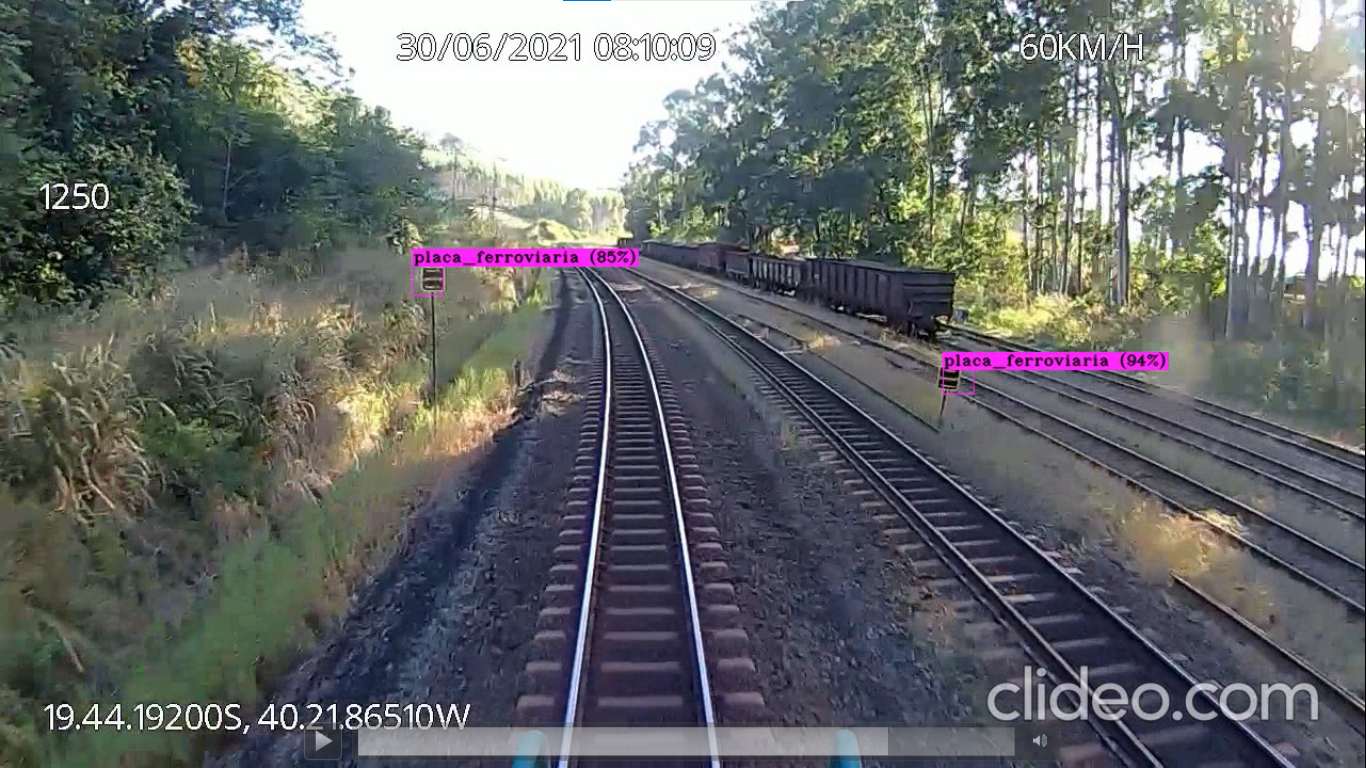 30/06/2021 08:10:09
60KM/H
1250
placa_ferroviaria (85%)
placa_ferroviaria (94%)
clideo.com
19.44.19200S, 40.21.86510W